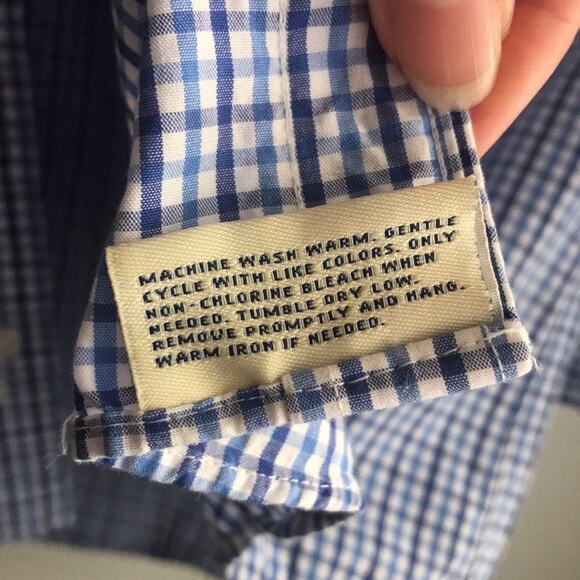 MACHINE WASH WARM. GENTLE
CYCLE WITH LIKE COLORS. ONLY
NON-CHLORINE BLEACH WHEN
NEEDED. TUMBLE DRY LOW.
REMOVE PROMPTLY AND HANG.
WARM IRON IF NEEDED.